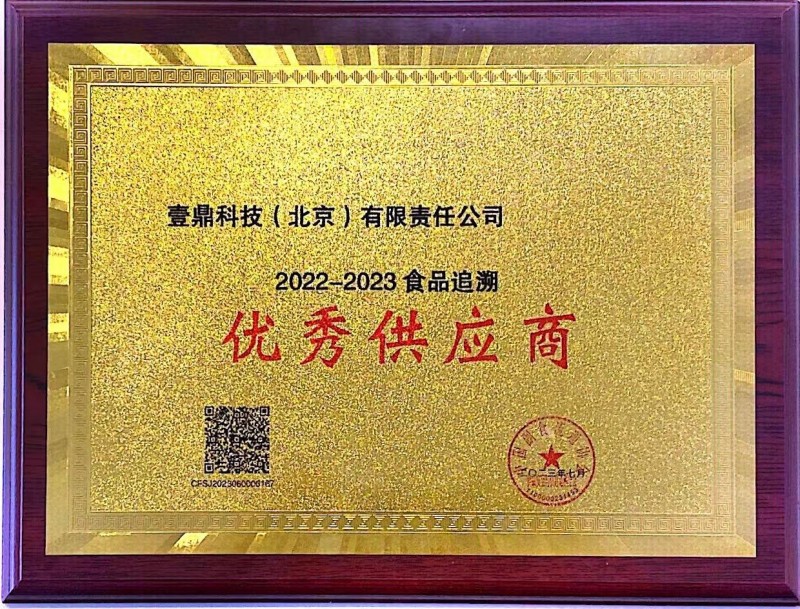 壹鼎科技（北京）有限责任公司
2022-2023 食品追溯
优秀供应商
CFSJ2023060006167
二〇二三年七月